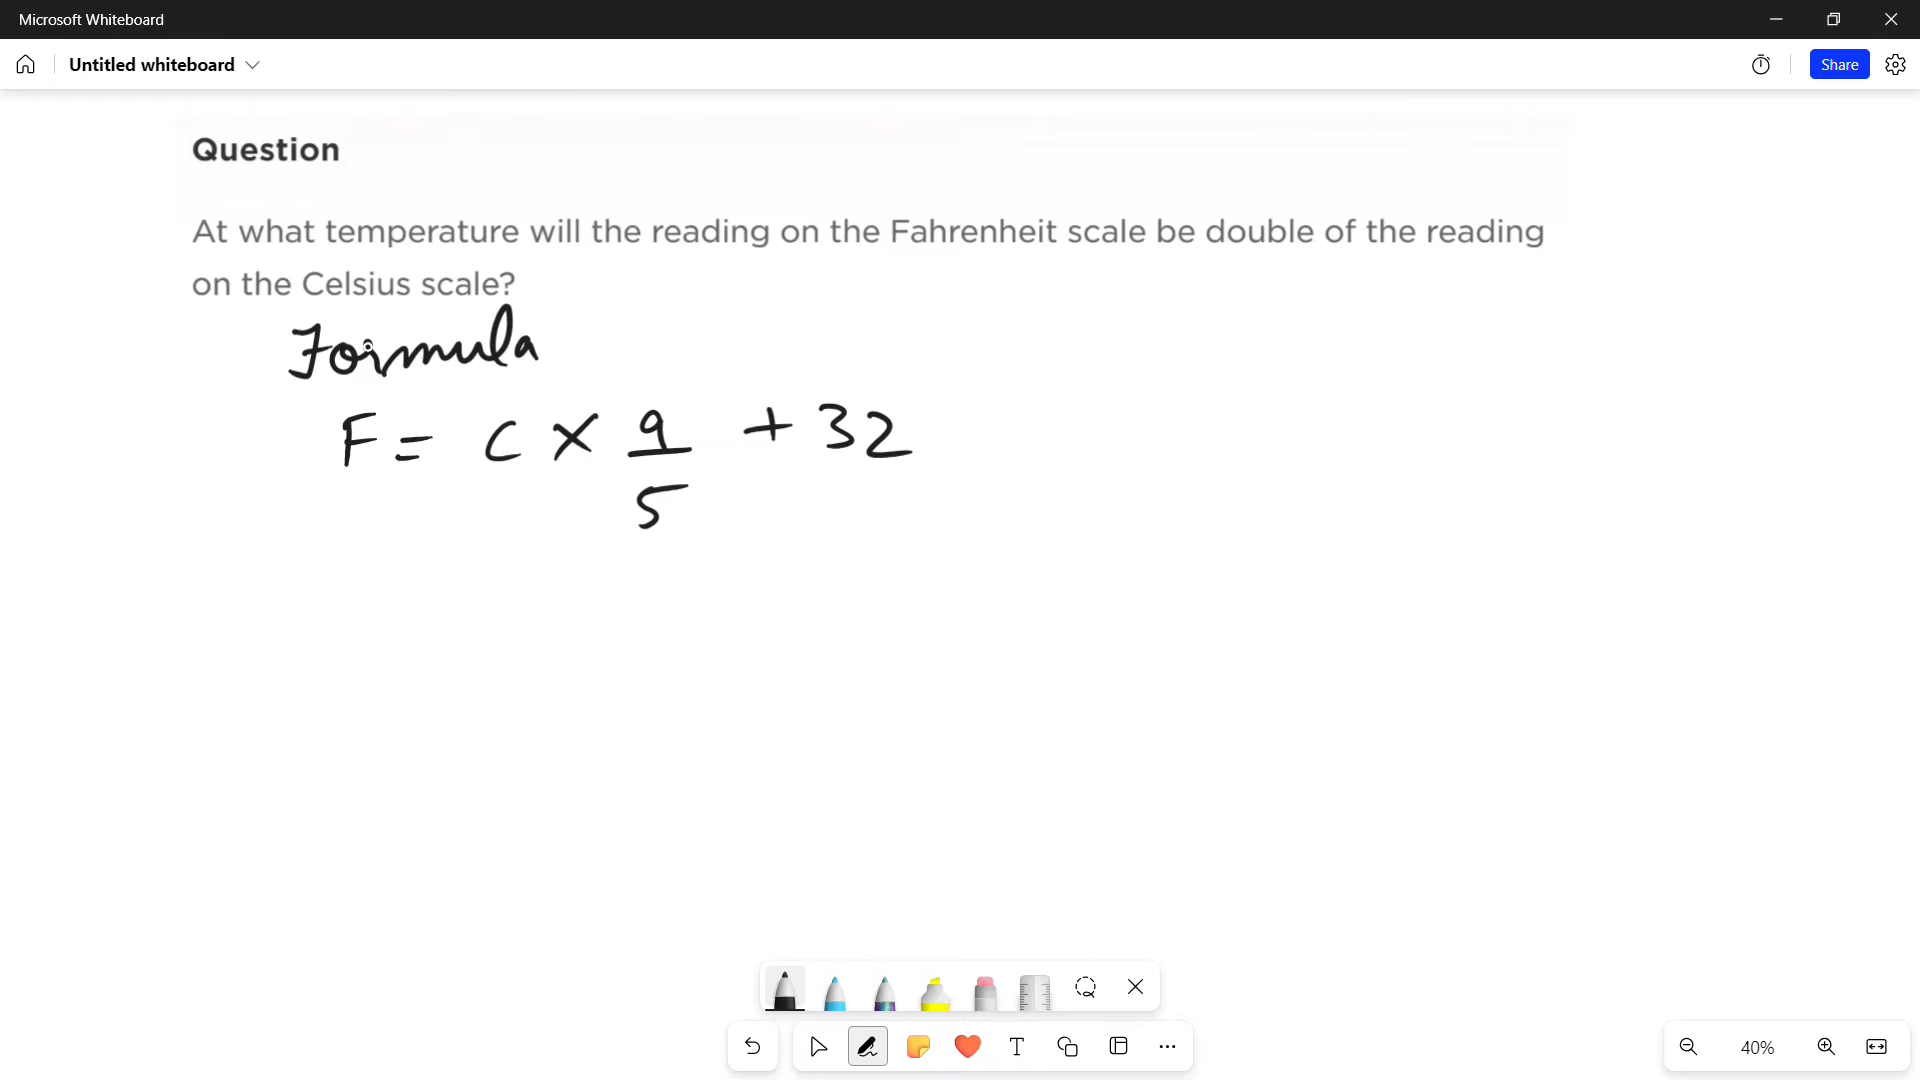 Microsoft Whiteboard
Untitled whiteboard
Share
Question
At what temperature will the reading on the Fahrenheit scale be double of the reading
on the Celsius scale?
Formula
F = C × 9/5 + 32
40%